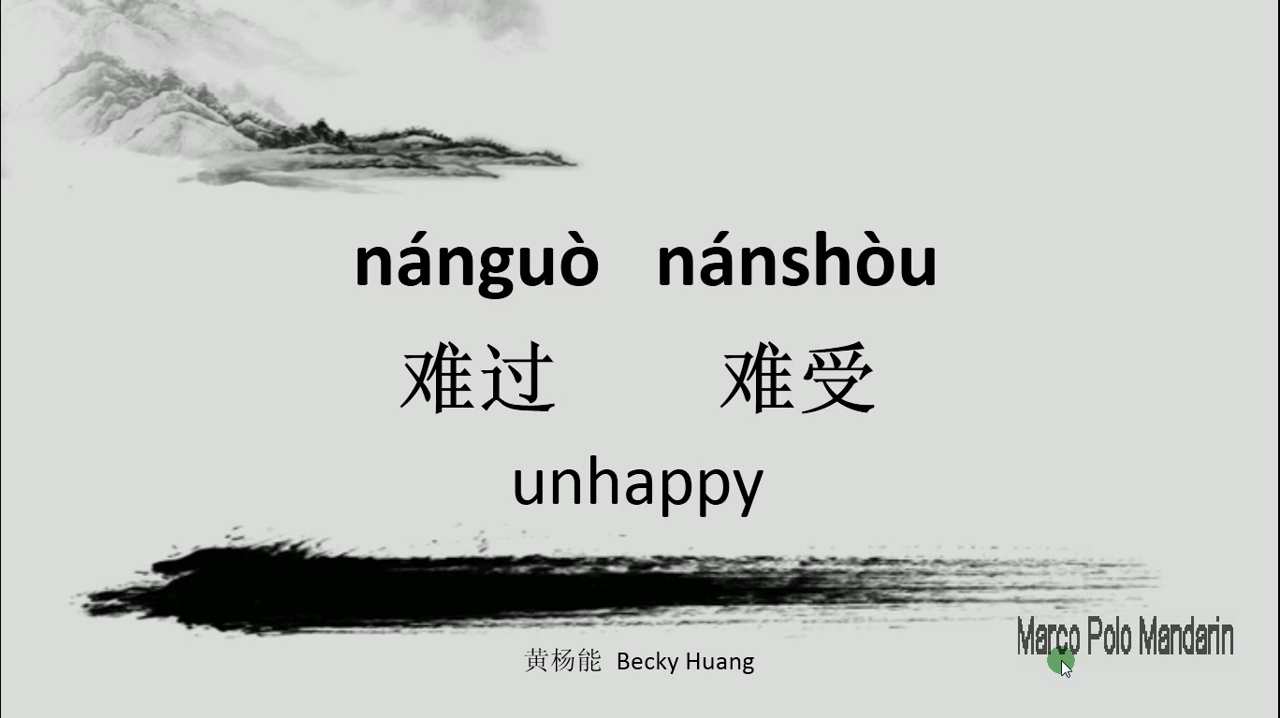 nánguò nánshòu
难过 难受
unhappy
黄杨能 Becky Huang
Marco Polo Mandarin